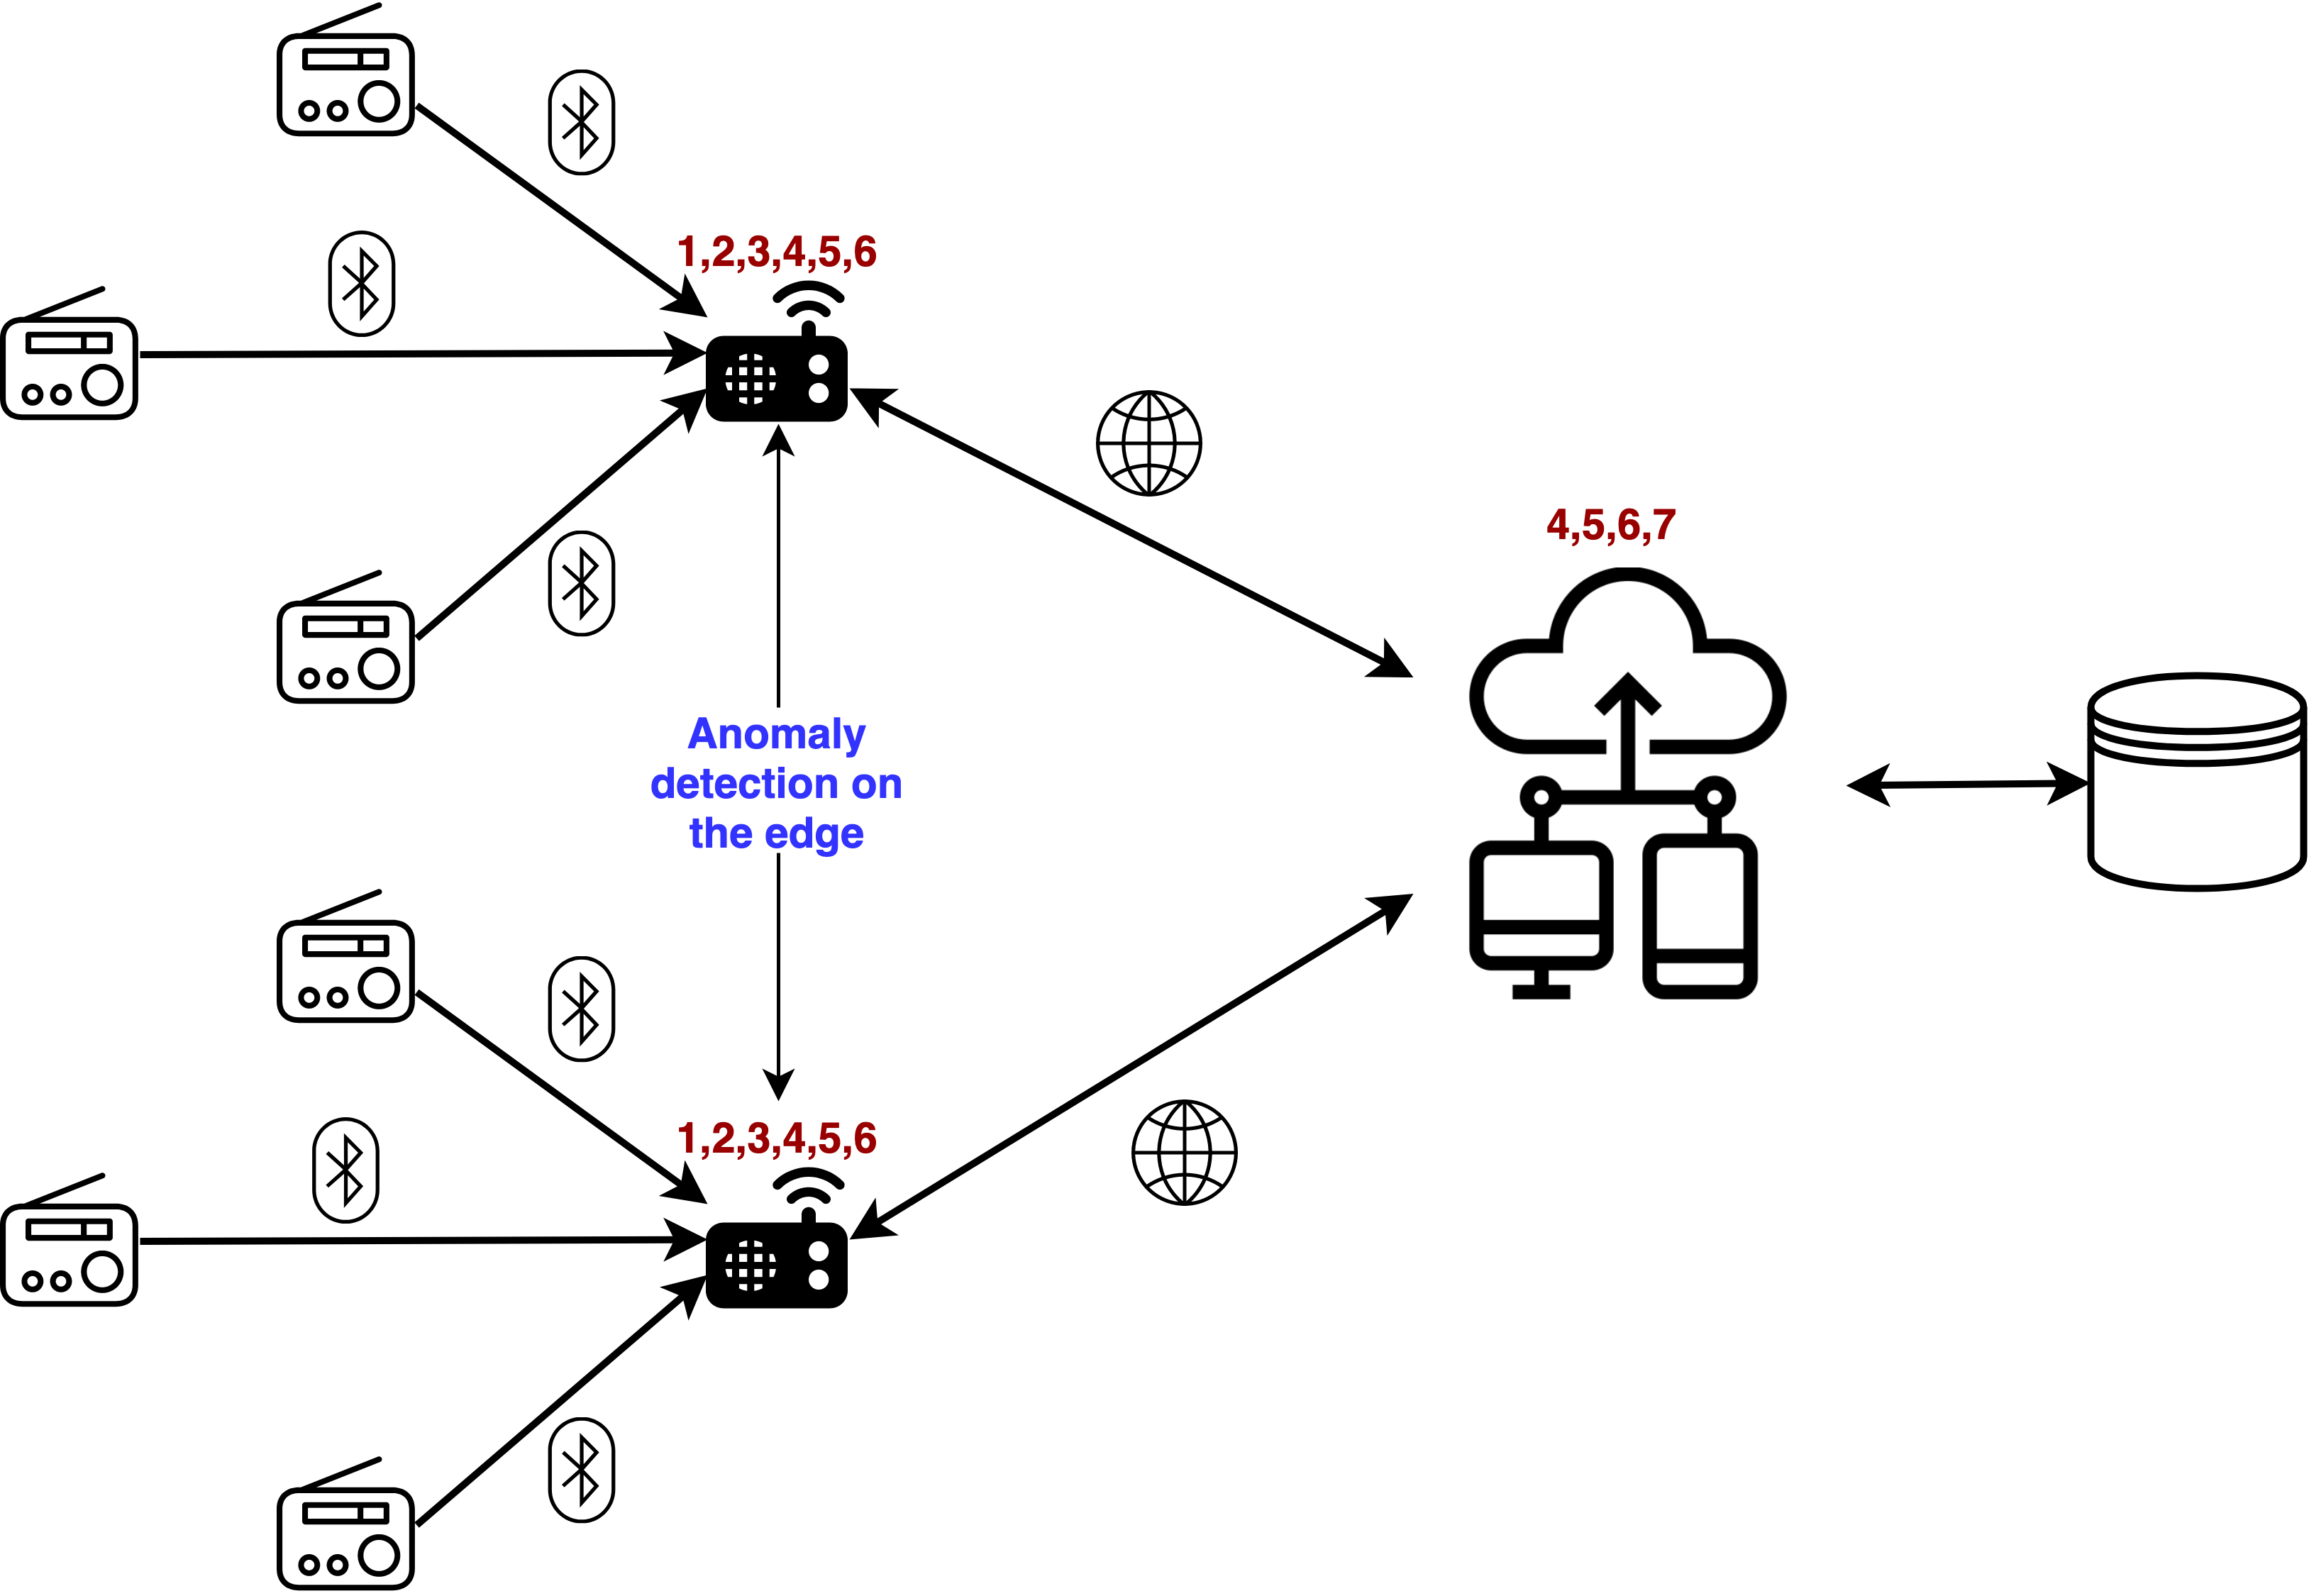 1,2,3,4,5,6
4,5,6,7
Anomaly
detection on
the edge
1,2,3,4,5,6